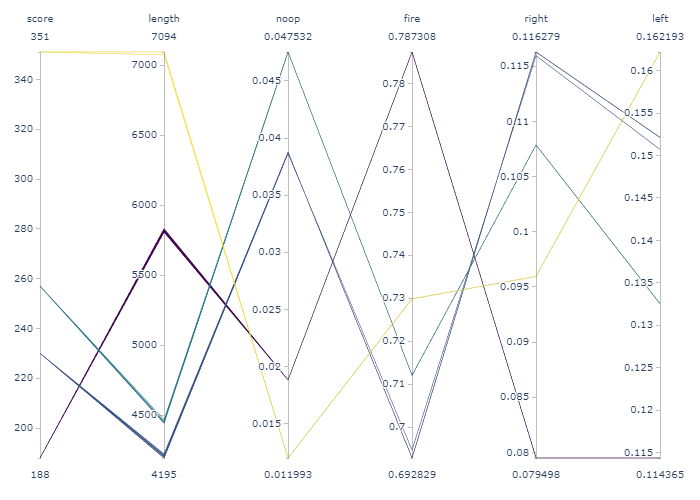 score length noop fire right left
351 7094 0.047532 0.787308 0.116279 0.162193
340 320 300 280 260 240 220 200
7000 6500 6000 5500 5000 4500
0.045 0.04 0.035 0.03 0.025 0.02 0.015
0.78 0.77 0.76 0.75 0.74 0.73 0.72 0.71 0.7
0.115 0.11 0.105 0.1 0.095 0.09 0.085 0.08
0.16 0.155 0.15 0.145 0.14 0.135 0.13 0.125 0.12 0.115
188 4195 0.011993 0.692829 0.079498 0.114365